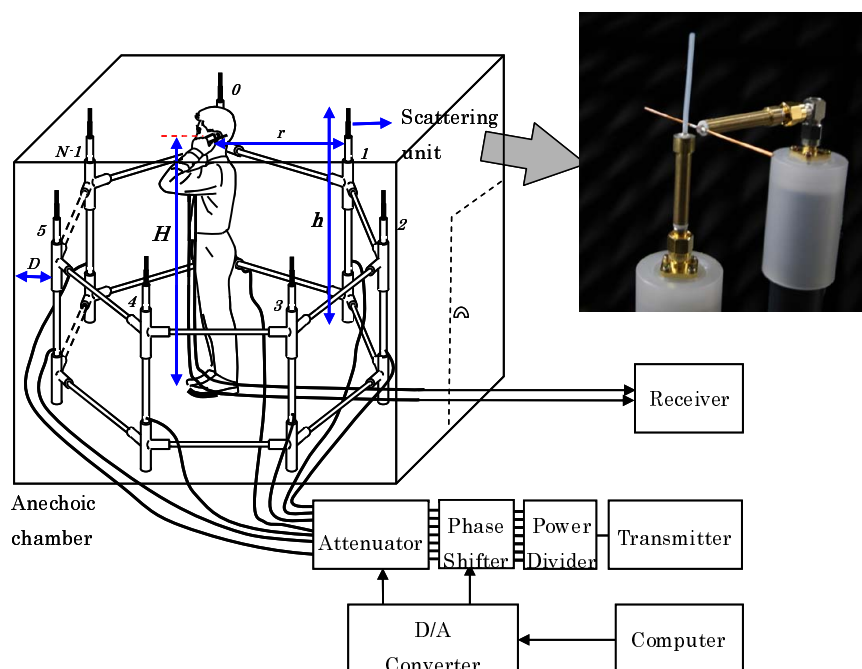 0
Scattering
unit
r
N-1
1
H
h
2
5
D
4
3
Receiver
Anechoic
chamber
Attenuator
Phase
Shifter
Power
Divider
Transmitter
D/A
Converter
Computer